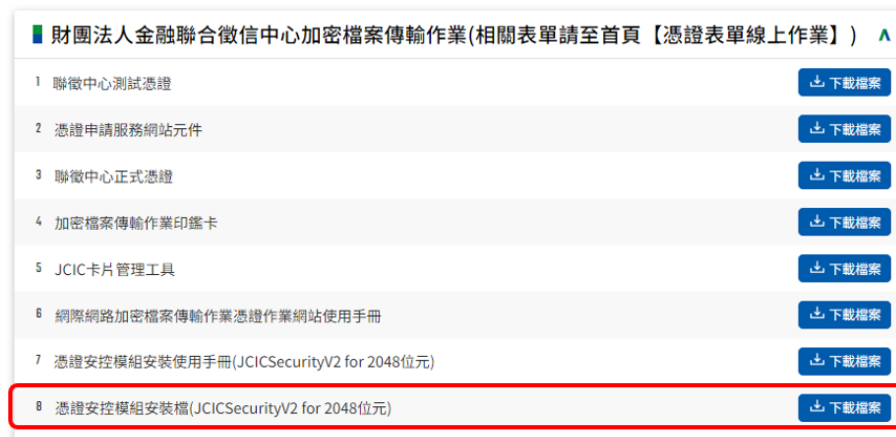 財團法人金融聯合徵信中心加密檔案傳輸作業(相關表單請至首頁【憑證表單線上作業】)
1 聯徵中心測試憑證 下載檔案
2 憑證申請服務網站元件 下載檔案
3 聯徵中心正式憑證 下載檔案
4 加密檔案傳輸作業印鑑卡 下載檔案
5 JCIC卡片管理工具 下載檔案
6 網際網路加密檔案傳輸作業憑證作業網站使用手冊 下載檔案
7 憑證安控模組安裝使用手冊(JCICSecurityV2 for 2048位元) 下載檔案
8 憑證安控模組安裝檔(JCICSecurityV2 for 2048位元) 下載檔案